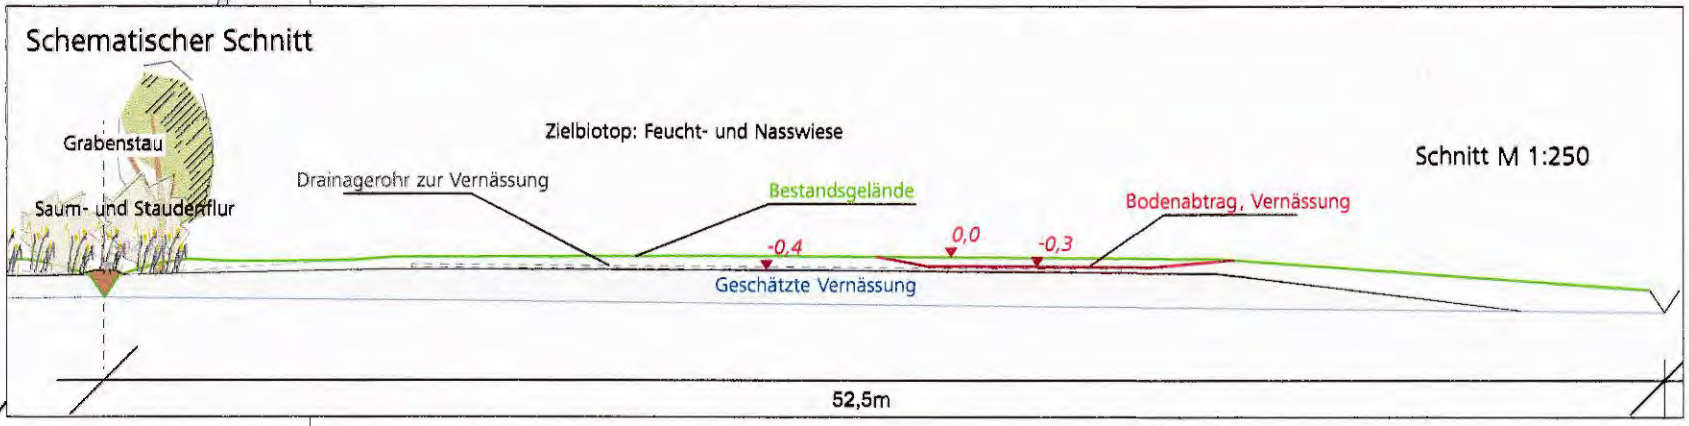 Schematischer Schnitt
Grabenstau
Zielbiotop: Feucht- und Nasswiese
Schnitt M 1:250
Drainagerohr zur Vernässung
Bestandsgelände
Bodenabtrag, Vernässung
Saum- und Staudenflur
-0,4
0,0
-0,3
Geschätzte Vernässung
52,5m